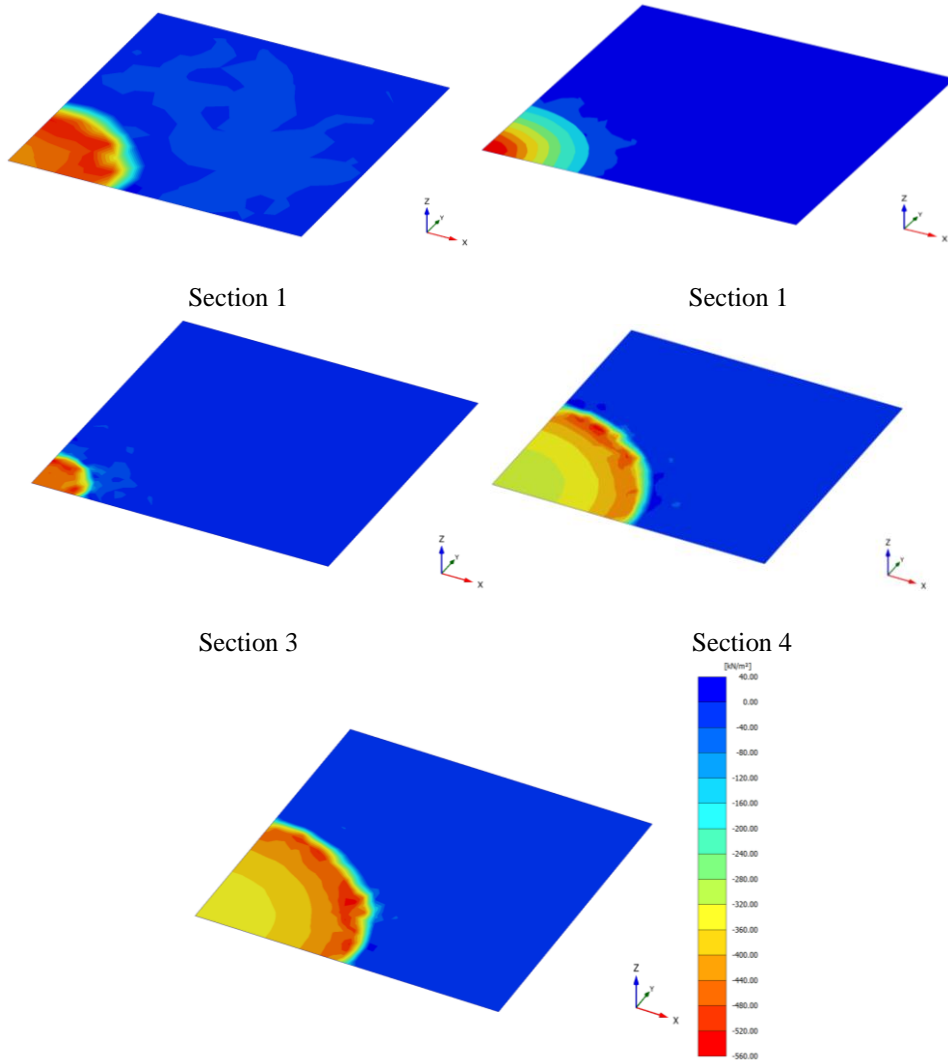 Z
Y
X
Z
Y
X
Section 1 Section 1
Z
Y
X
Z
Y
X
Section 3 Section 4
[kN/m²]
40.00
0.00
-40.00
-80.00
-120.00
-160.00
-200.00
-240.00
-280.00
-320.00
-360.00
-400.00
-440.00
-480.00
-520.00
-560.00
Z
Y
X